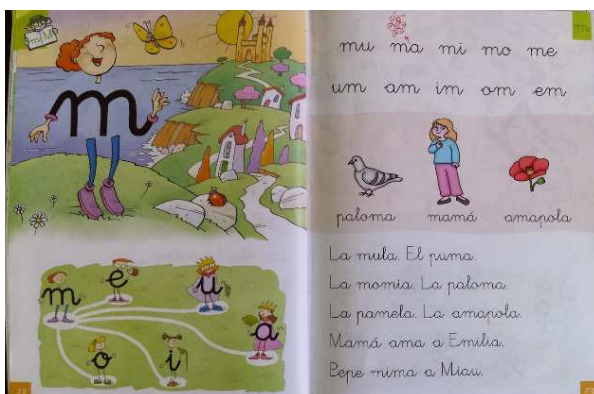 mM
m
m
e
u
a
o
i
22
m
mu ma mi mo me
um am im om em
paloma mamá amapola
La mula. El puma.
La momia. La paloma.
La pamela. La amapola.
Mamá ama a Emilia.
Pepe mima a Miau.